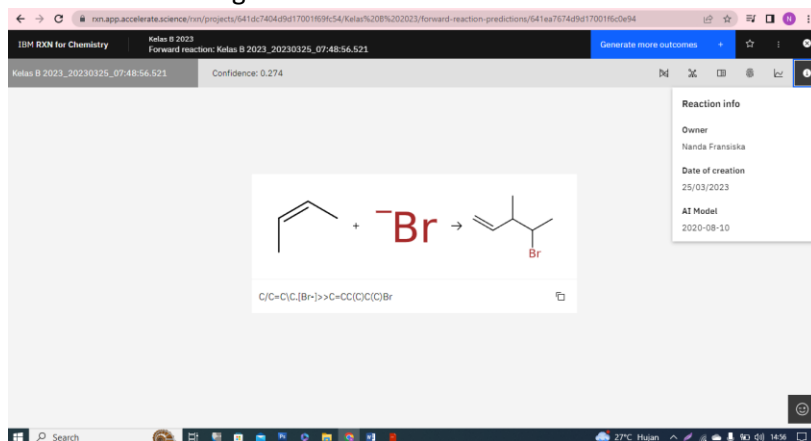 rxn.app.accelerate.science/rxn/projects/641dc7404d9d17001f69fc54/Kelas%20B%202023/forward-reaction-predictions/641ea7674d9d17001f6c0e94
N
IBM RXN for Chemistry
Kelas B 2023
Forward reaction: Kelas B 2023_20230325_07:48:56.521
Generate more outcomes +
Kelas B 2023_20230325_07:48:56.521
Confidence: 0.274
Reaction info
Owner
Nanda Fransiska
Date of creation
25/03/2023
AI Model
2020-08-10
+ −Br →
Br
C/C=C\C.[Br-]>>C=CC(C)C(C)Br
Search
27°C Hujan
14:56